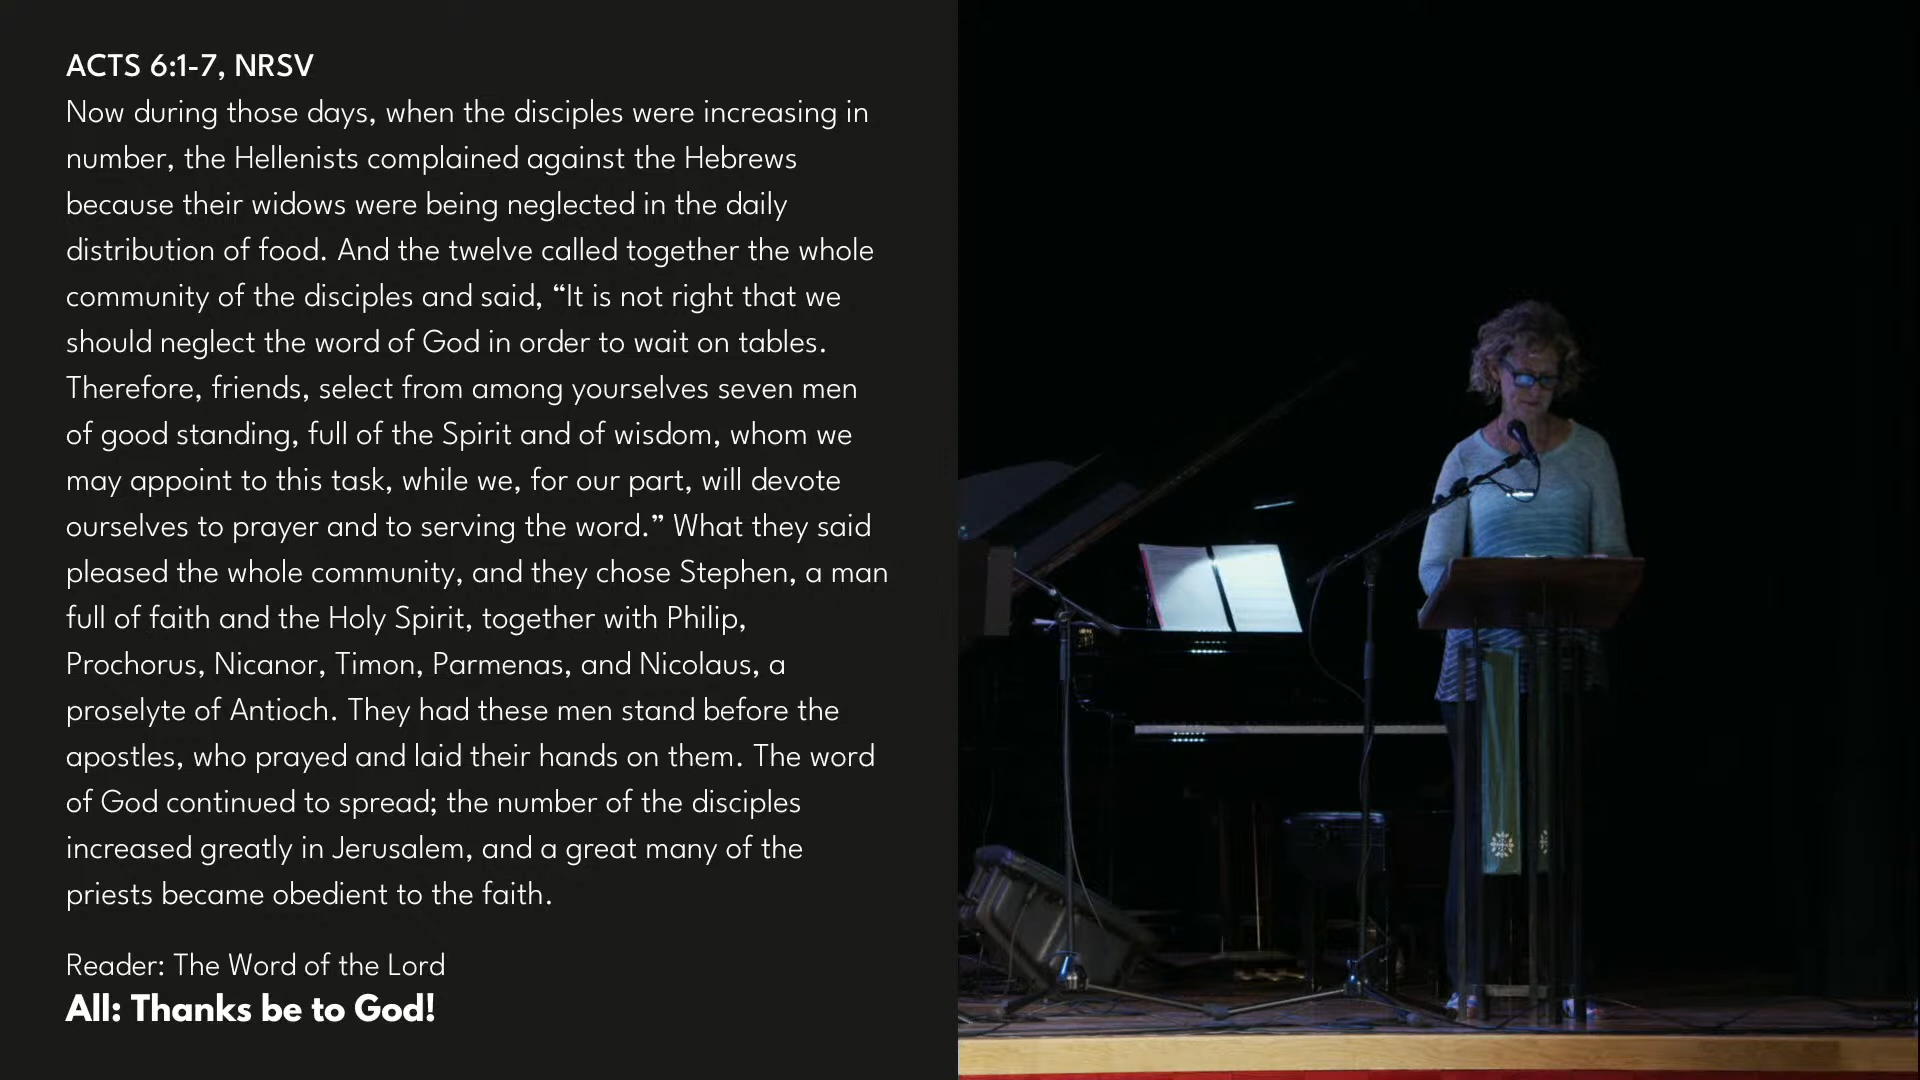 ACTS 6:1-7, NRSV
Now during those days, when the disciples were increasing in
number, the Hellenists complained against the Hebrews
because their widows were being neglected in the daily
distribution of food. And the twelve called together the whole
community of the disciples and said, “It is not right that we
should neglect the word of God in order to wait on tables.
Therefore, friends, select from among yourselves seven men
of good standing, full of the Spirit and of wisdom, whom we
may appoint to this task, while we, for our part, will devote
ourselves to prayer and to serving the word.” What they said
pleased the whole community, and they chose Stephen, a man
full of faith and the Holy Spirit, together with Philip,
Prochorus, Nicanor, Timon, Parmenas, and Nicolaus, a
proselyte of Antioch. They had these men stand before the
apostles, who prayed and laid their hands on them. The word
of God continued to spread; the number of the disciples
increased greatly in Jerusalem, and a great many of the
priests became obedient to the faith.
Reader: The Word of the Lord
All: Thanks be to God!